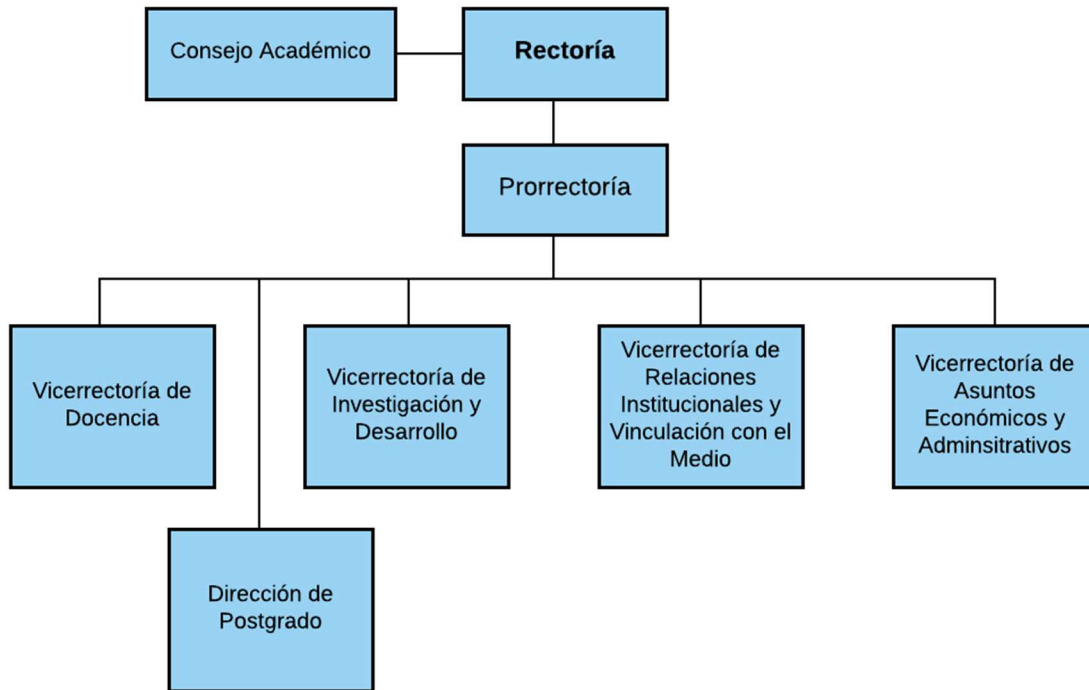 Consejo Académico
Rectoría
Prorrectoría
Vicerrectoría de
Docencia
Vicerrectoría de
Investigación y
Desarrollo
Vicerrectoría de
Relaciones
Institucionales y
Vinculación con el
Medio
Vicerrectoría de
Asuntos
Económicos y
Adminsitrativos
Dirección de
Postgrado